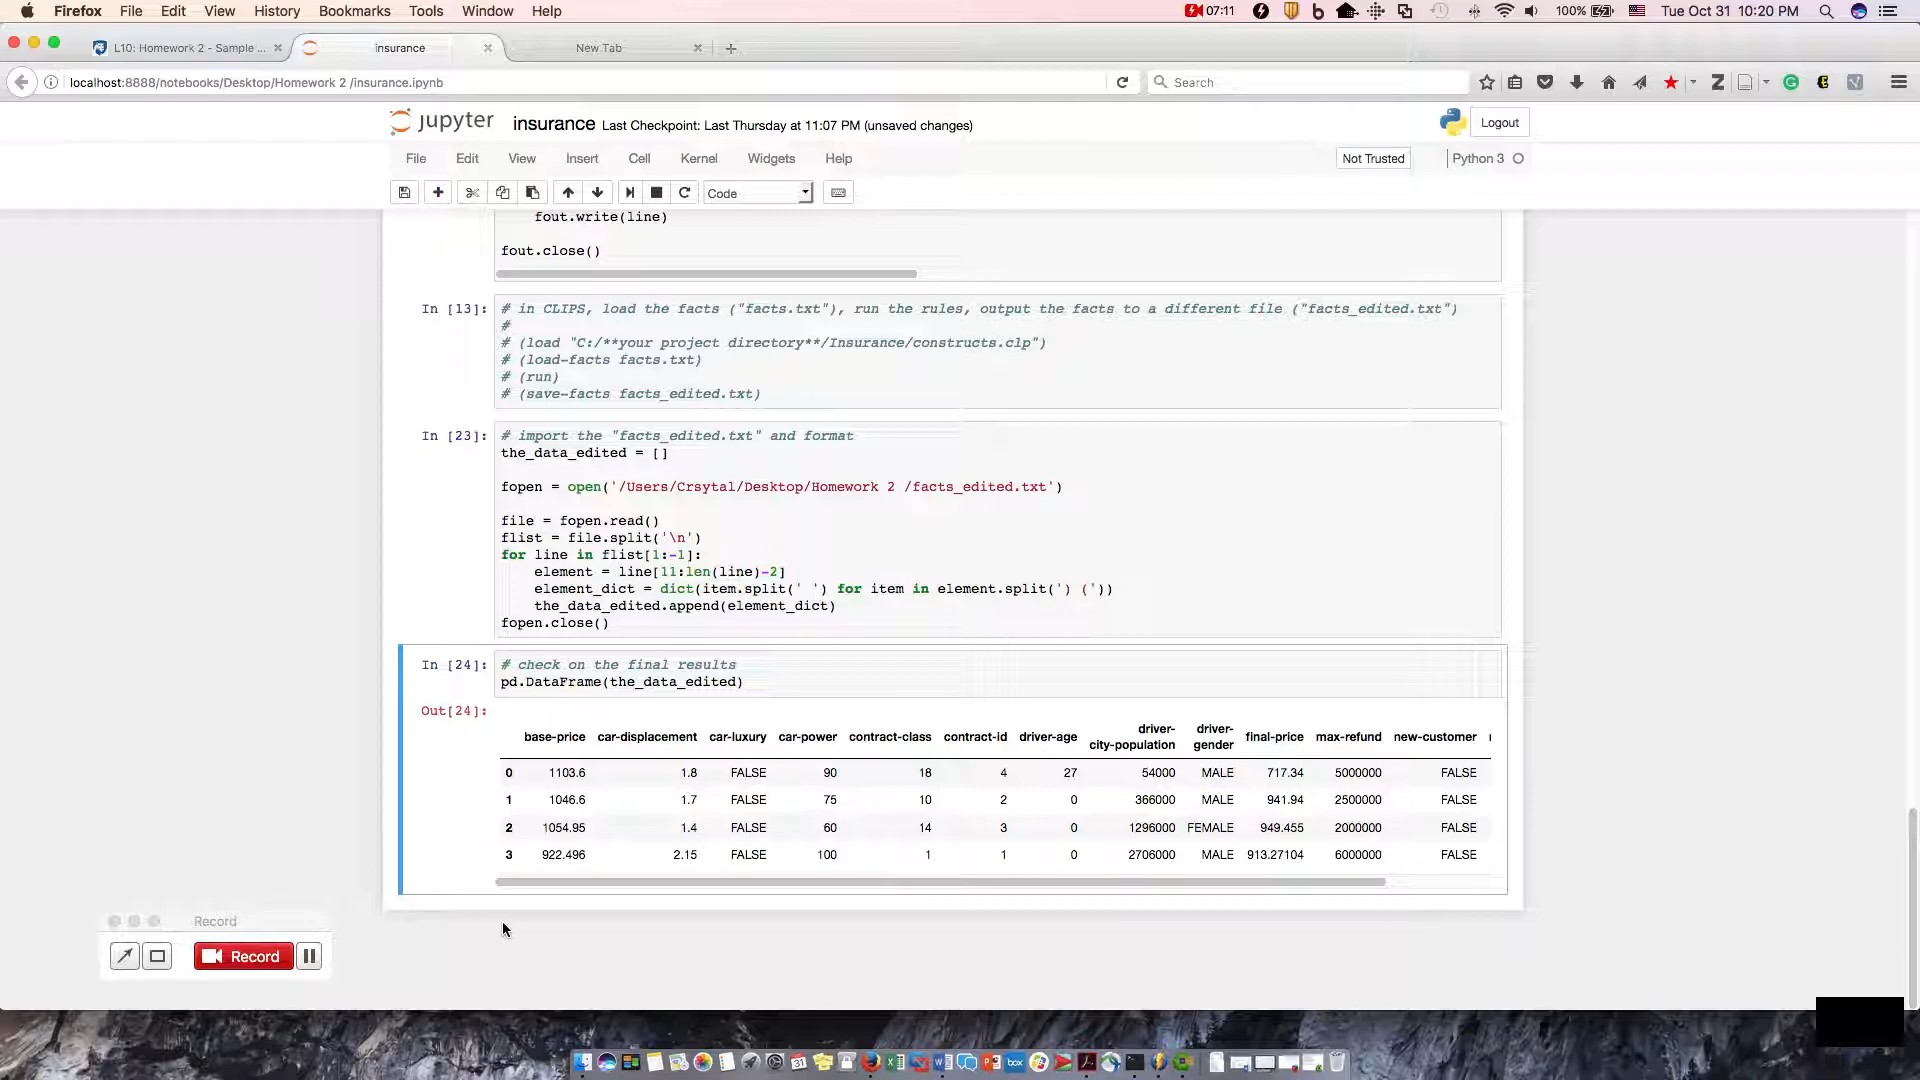 Firefox File Edit View History Bookmarks Tools Window Help 07:11 100% Tue Oct 31 10:20 PM
L10: Homework 2 - Sample ... insurance New Tab
localhost:8888/notebooks/Desktop/Homework 2 /insurance.ipynb Search
jupyter insurance Last Checkpoint: Last Thursday at 11:07 PM (unsaved changes) Logout
File Edit View Insert Cell Kernel Widgets Help Not Trusted Python 3
Code
fout.write(line)
fout.close()
In [13]: # in CLIPS, load the facts ("facts.txt"), run the rules, output the facts to a different file ("facts_edited.txt")
#
# (load "C:/**your project directory**/Insurance/constructs.clp")
# (load-facts facts.txt)
# (run)
# (save-facts facts_edited.txt)
In [23]: # import the "facts_edited.txt" and format
the_data_edited = []
fopen = open('/Users/Crsytal/Desktop/Homework 2 /facts_edited.txt')
file = fopen.read()
flist = file.split('\n')
for line in flist[1:-1]:
element = line[11:len(line)-2]
element_dict = dict(item.split(' ') for item in element.split(') ('))
the_data_edited.append(element_dict)
fopen.close()
In [24]: # check on the final results
pd.DataFrame(the_data_edited)
Out[24]:
base-price car-displacement car-luxury car-power contract-class contract-id driver-age driver-city-population driver-gender final-price max-refund new-customer
0 1103.6 1.8 FALSE 90 18 4 27 54000 MALE 717.34 5000000 FALSE
1 1046.6 1.7 FALSE 75 10 2 0 366000 MALE 941.94 2500000 FALSE
2 1054.95 1.4 FALSE 60 14 3 0 1296000 FEMALE 949.455 2000000 FALSE
3 922.496 2.15 FALSE 100 1 1 0 2706000 MALE 913.27104 6000000 FALSE
Record
Record
box